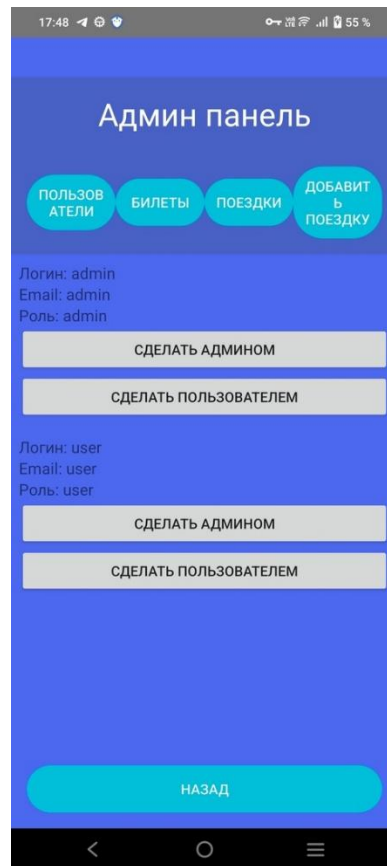 17:48
55 %
Админ панель
ПОЛЬЗОВ
АТЕЛИ
БИЛЕТЫ
ПОЕЗДКИ
ДОБАВИТ
Ь
ПОЕЗДКУ
Логин: admin
Email: admin
Роль: admin
СДЕЛАТЬ АДМИНОМ
СДЕЛАТЬ ПОЛЬЗОВАТЕЛЕМ
Логин: user
Email: user
Роль: user
СДЕЛАТЬ АДМИНОМ
СДЕЛАТЬ ПОЛЬЗОВАТЕЛЕМ
НАЗАД